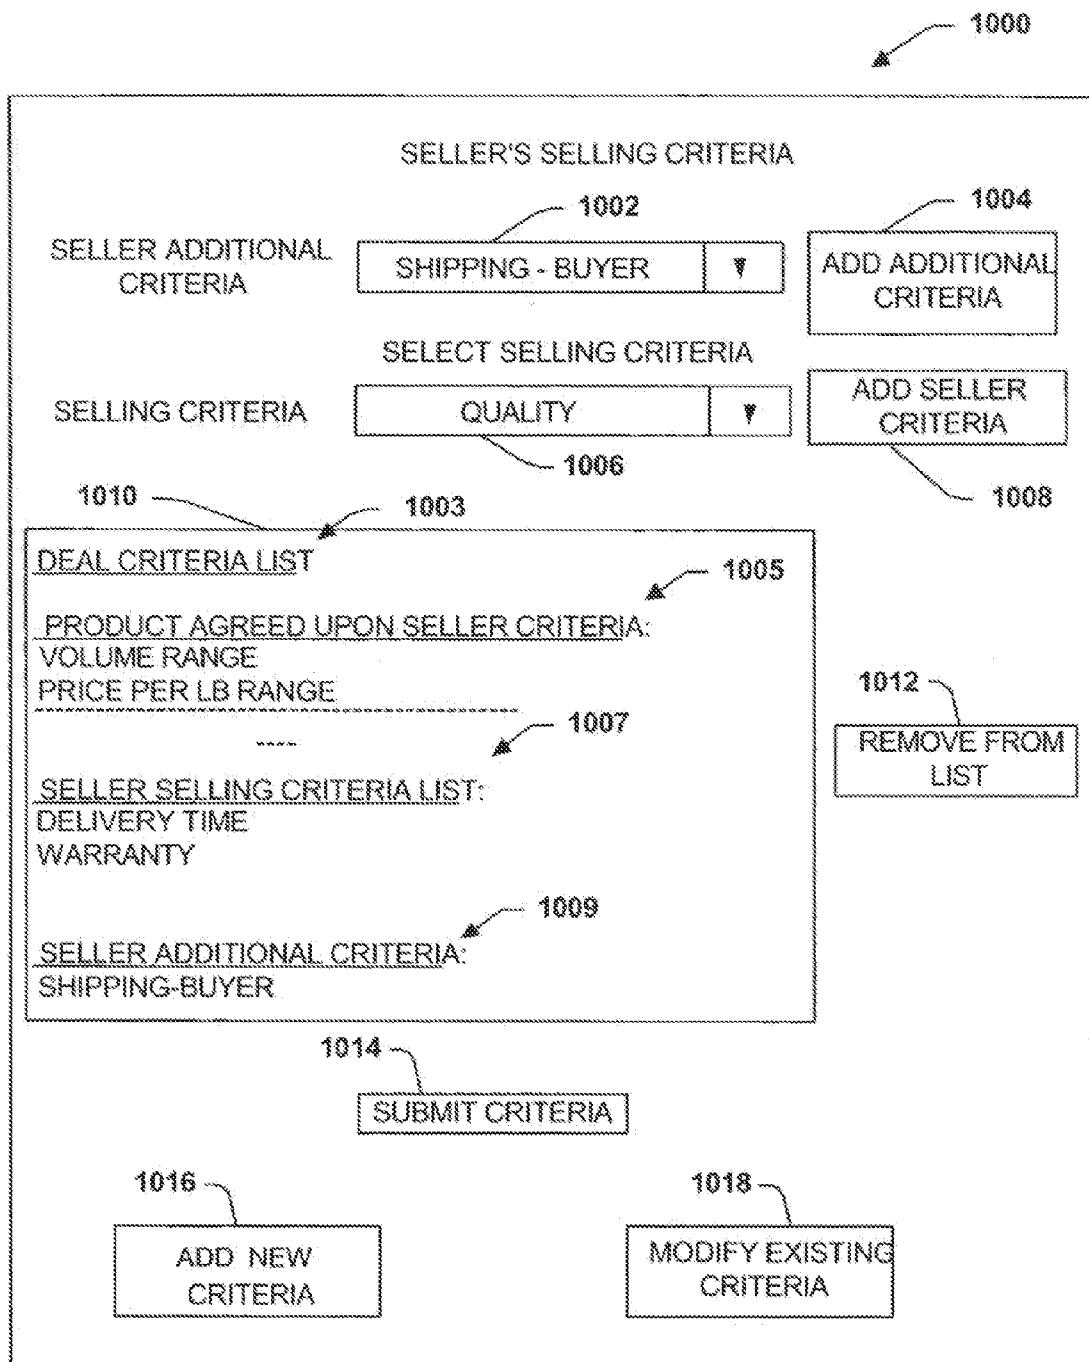 1000
SELLER'S SELLING CRITERIA
1002
1004
SELLER ADDITIONAL
CRITERIA
SHIPPING - BUYER
ADD ADDITIONAL
CRITERIA
SELECT SELLING CRITERIA
SELLING CRITERIA
QUALITY
ADD SELLER
CRITERIA
1006
1008
1010
1003
DEAL CRITERIA LIST
1005
PRODUCT AGREED UPON SELLER CRITERIA:
VOLUME RANGE
PRICE PER LB RANGE
1012
REMOVE FROM
LIST
1007
SELLER SELLING CRITERIA LIST:
DELIVERY TIME
WARRANTY
1009
SELLER ADDITIONAL CRITERIA:
SHIPPING-BUYER
1014
SUBMIT CRITERIA
1016
1018
ADD NEW
CRITERIA
MODIFY EXISTING
CRITERIA